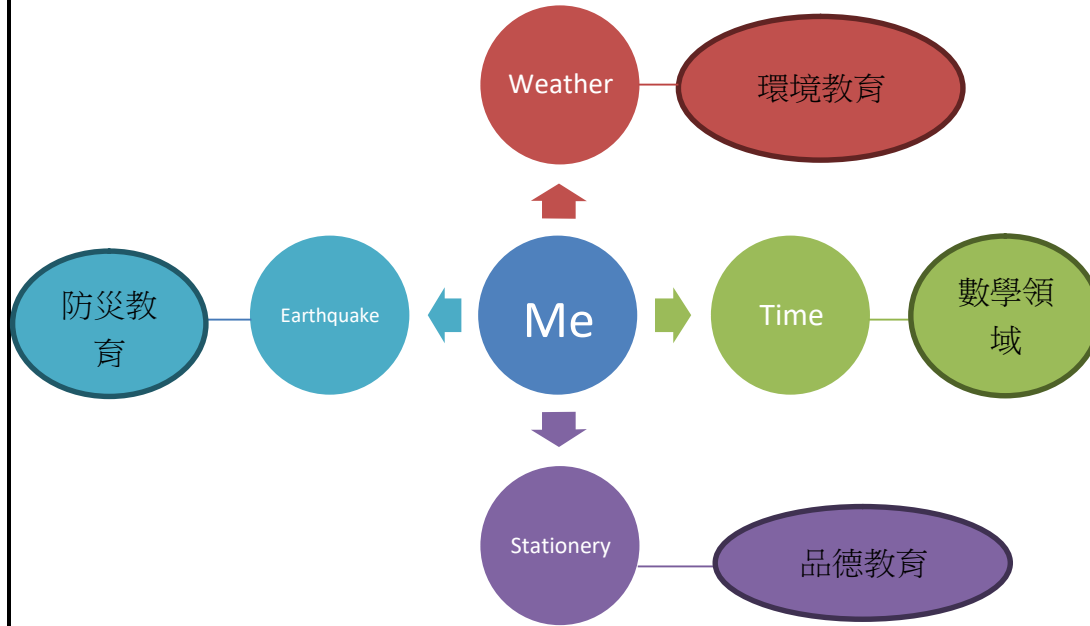 Weather
環境教育
防災教
育
Earthquake
Me
Time
數學領
域
Stationery
品德教育